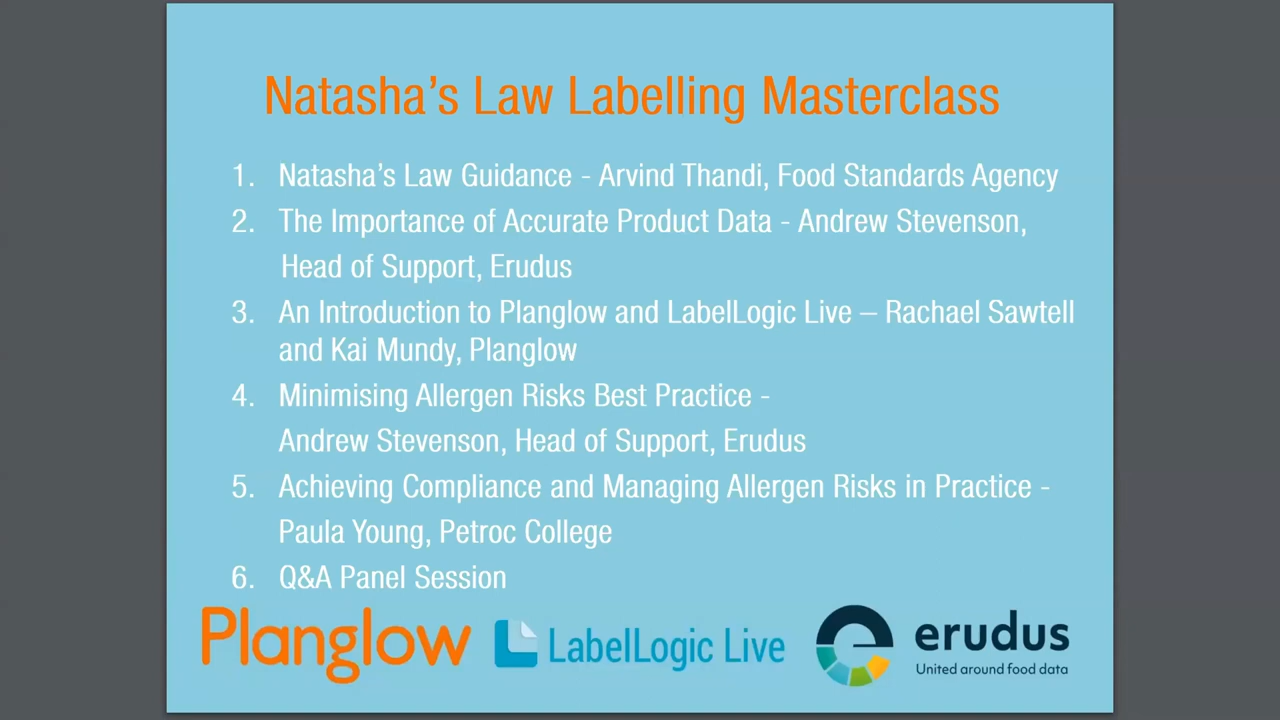 Natasha's Law Labelling Masterclass
1. Natasha's Law Guidance - Arvind Thandi, Food Standards Agency
2. The Importance of Accurate Product Data - Andrew Stevenson,
Head of Support, Erudus
3. An Introduction to Planglow and LabelLogic Live – Rachael Sawtell
and Kai Mundy, Planglow
4. Minimising Allergen Risks Best Practice -
Andrew Stevenson, Head of Support, Erudus
5. Achieving Compliance and Managing Allergen Risks in Practice -
Paula Young, Petroc College
6. Q&A Panel Session
Planglow
LabelLogic Live
erudus
United around food data